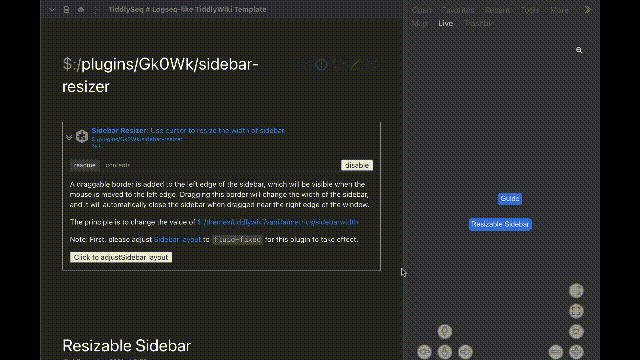 TiddlySeq # Logseq-like TiddlyWiki Template
Open Favorites Recent Tools More
Map Live Trashbin
$:/plugins/Gk0Wk/sidebar-
resizer
Sidebar Resizer: Use cursor to resize the width of sidebar.
$:/plugins/Gk0Wk/sidebar-resizer
readme contents
disable
A draggable border is added to the left edge of the sidebar, which will be visible when the
mouse is moved to the left edge. Dragging this border will change the width of the sidebar,
and it will automatically close the sidebar when dragged near the right edge of the window.
The principle is to change the value of $:/themes/tiddlywiki/vanilla/metrics/sidebarwidth
Note: First, please adjust Sidebar layout to fluid-fixed for this plugin to take effect.
Click to adjustSidebar layout
Guide
Resizable Sidebar
Resizable Sidebar